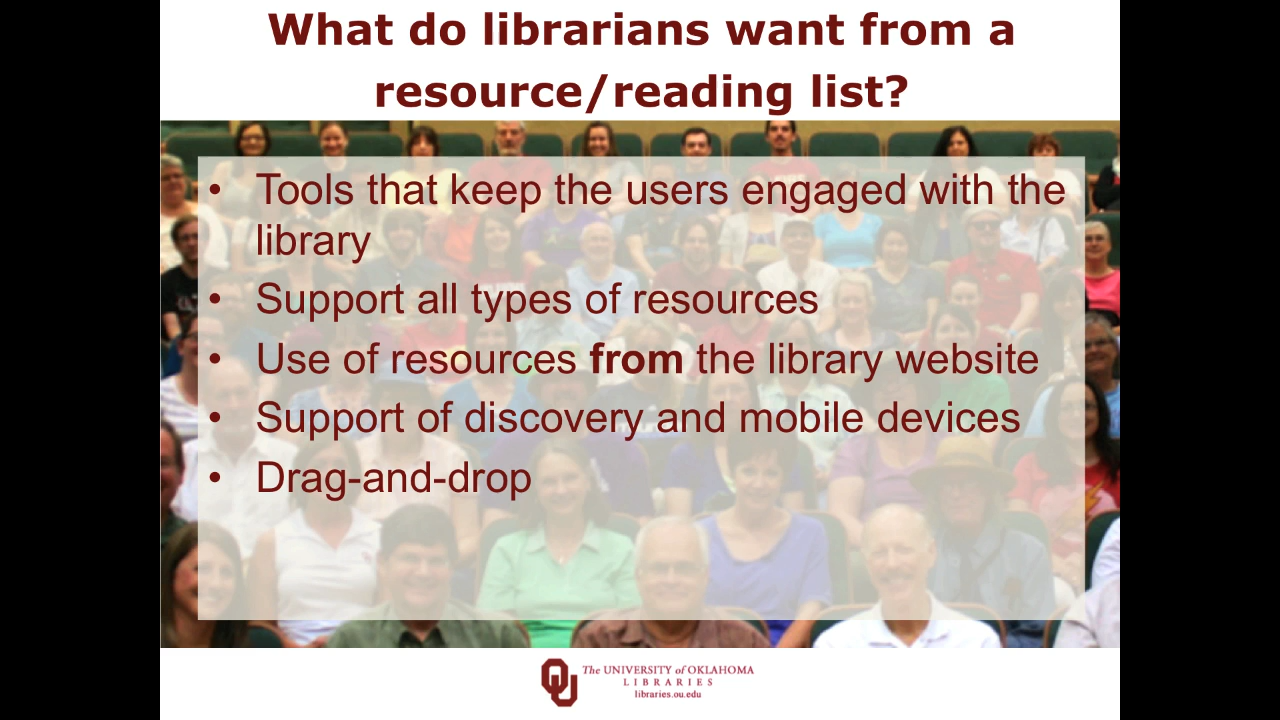 What do librarians want from a
resource/reading list?
• Tools that keep the users engaged with the
library
• Support all types of resources
• Use of resources from the library website
• Support of discovery and mobile devices
• Drag-and-drop
OU
The UNIVERSITY of OKLAHOMA
LIBRARIES
libraries.ou.edu